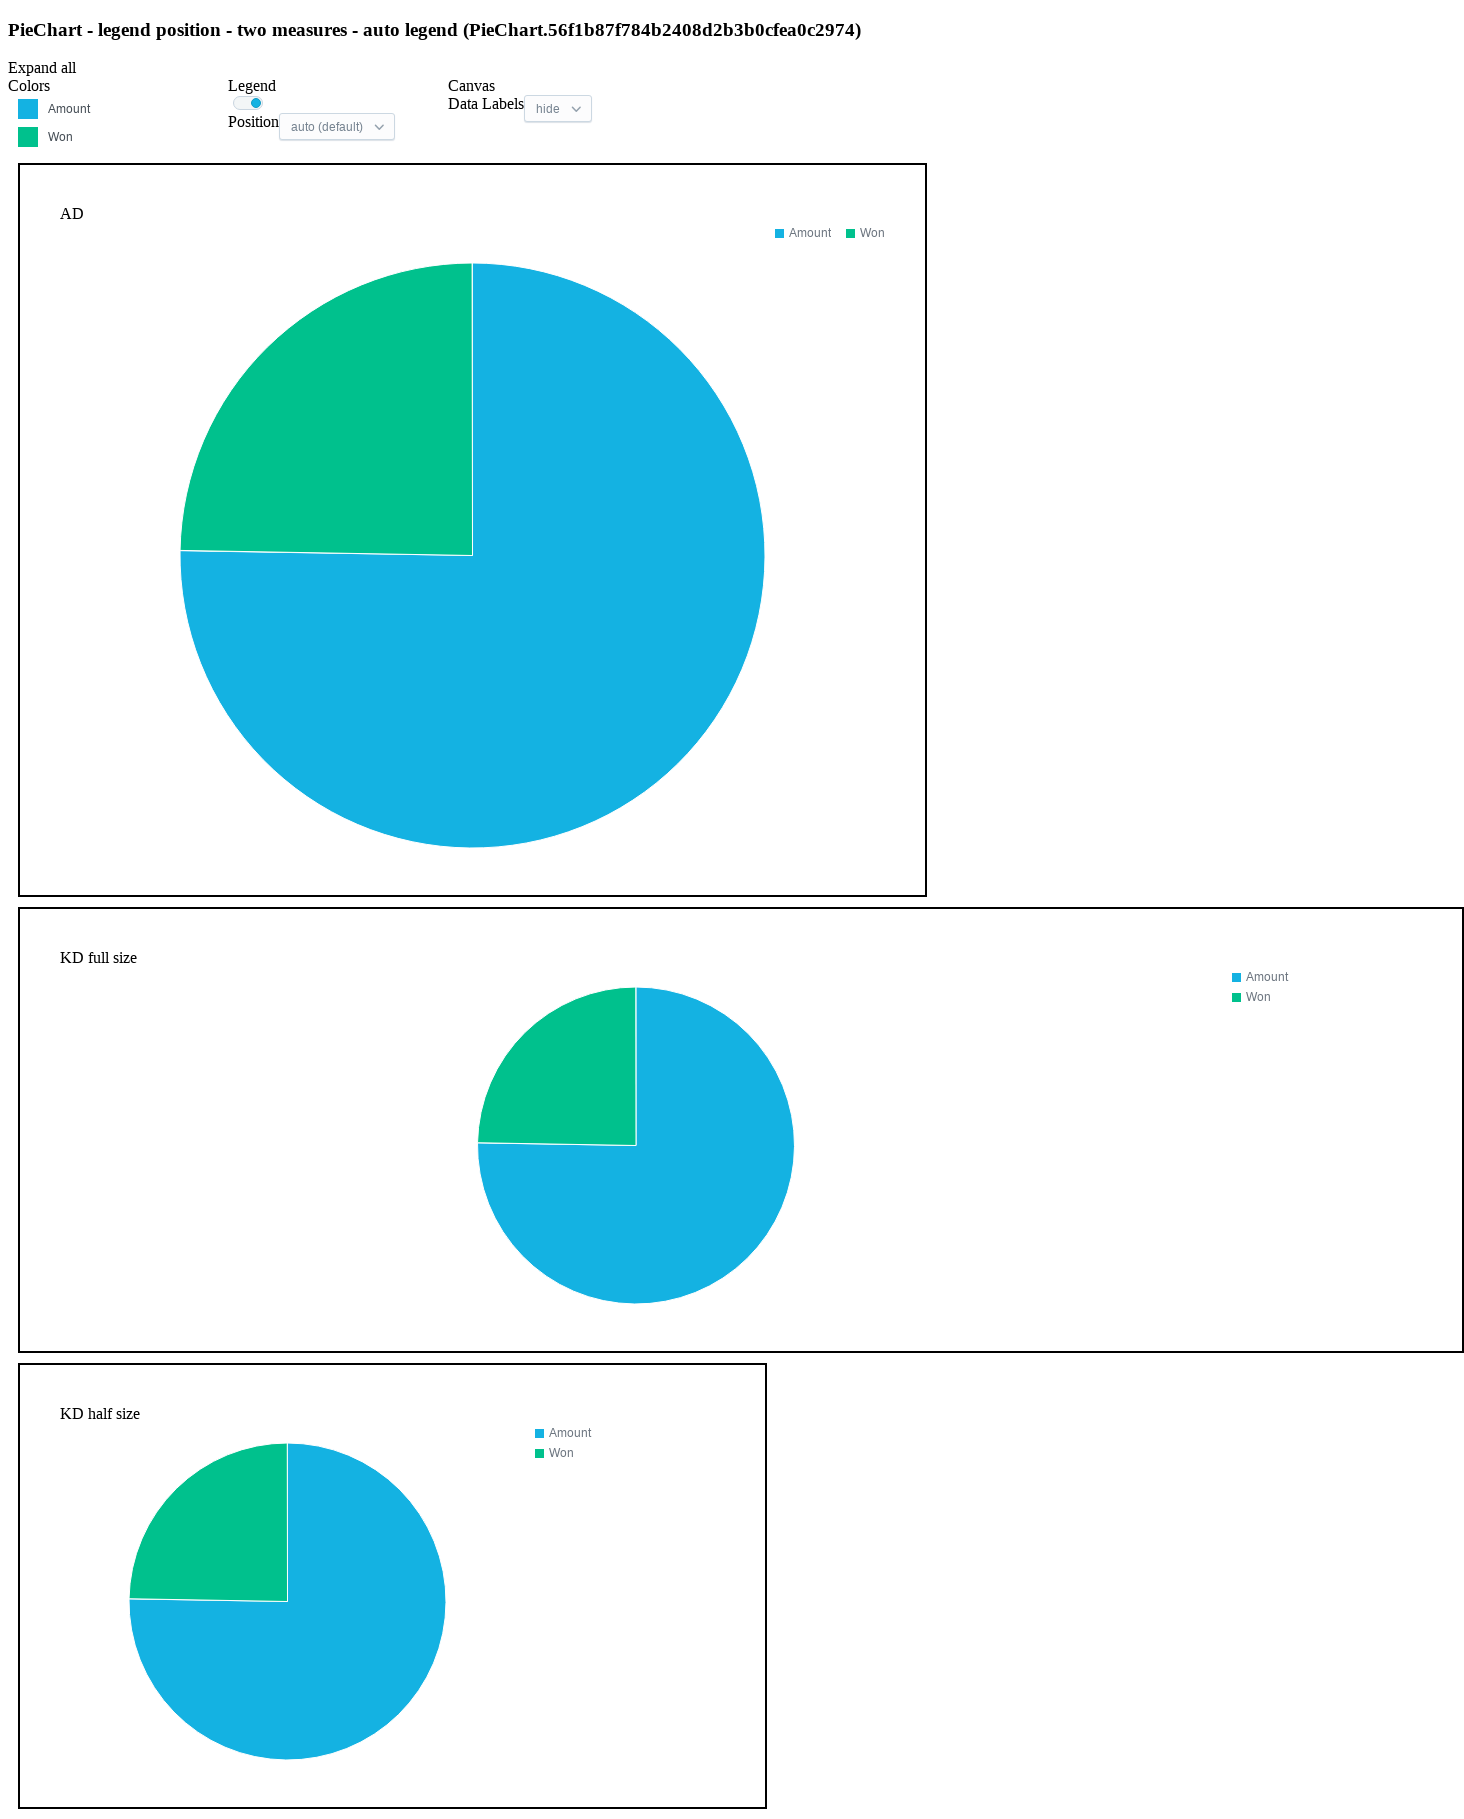 PieChart - legend position - two measures - auto legend (PieChart.56f1b87f784b2408d2b3b0cfea0c2974)
Expand all
Colors
Amount
Won
Legend
Position auto (default)
Canvas
Data Labels hide
AD
Amount Won
KD full size
Amount
Won
KD half size
Amount
Won